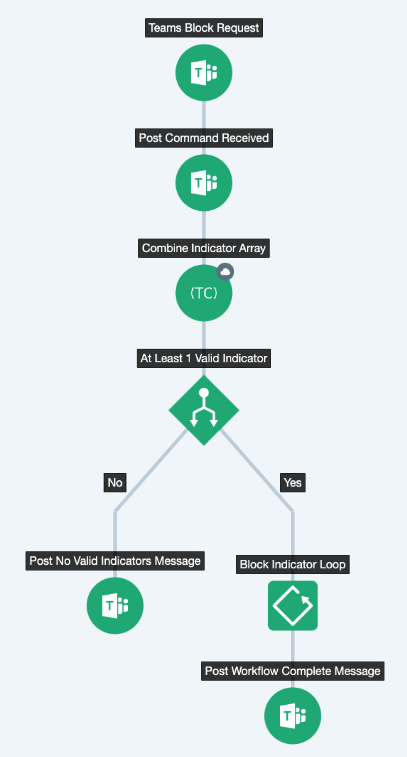 Teams Block Request
T
Post Command Received
T
Combine Indicator Array
(TC)
At Least 1 Valid Indicator
No
Yes
Post No Valid Indicators Message
T
Block Indicator Loop
Post Workflow Complete Message
T